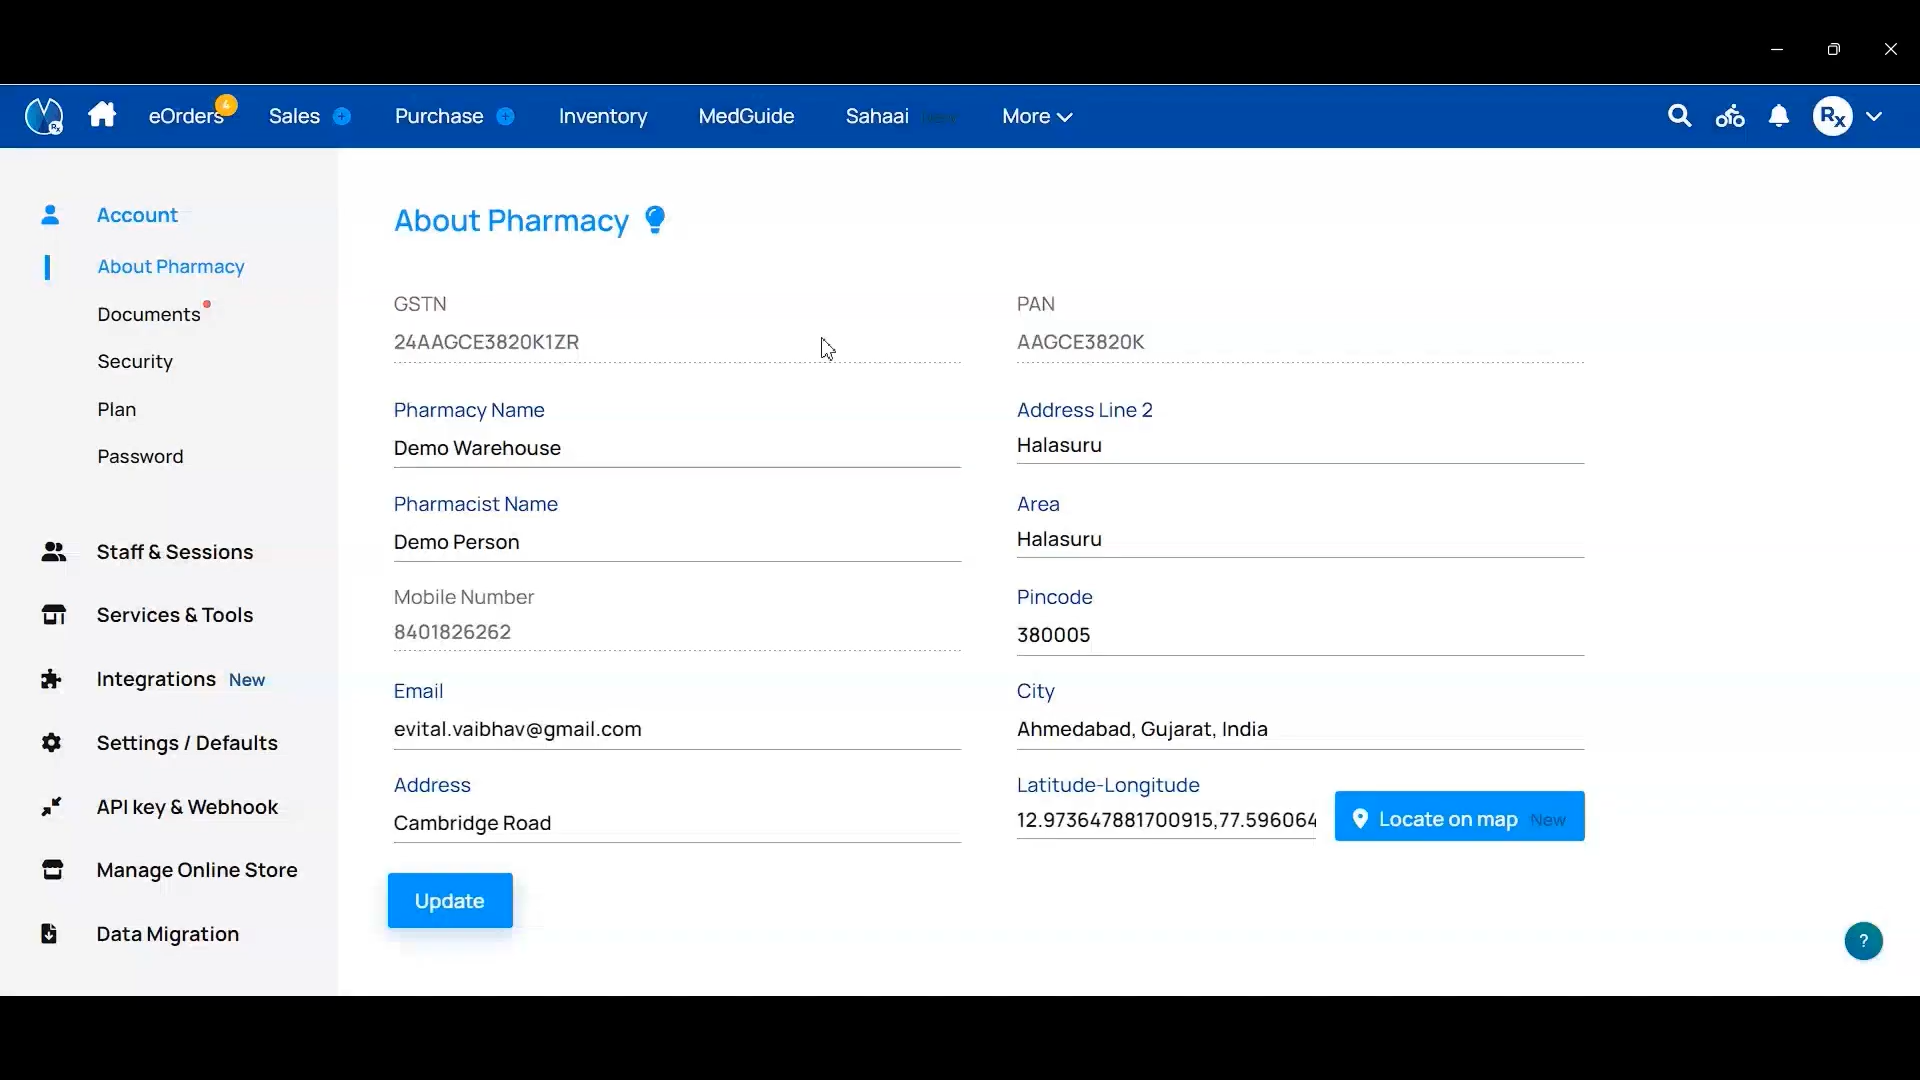 eOrders 4 Sales Purchase Inventory MedGuide Sahaai New More Rx
Account
About Pharmacy
Documents
Security
Plan
Password
Staff & Sessions
Services & Tools
Integrations New
Settings / Defaults
API key & Webhook
Manage Online Store
Data Migration
About Pharmacy
GSTN
24AAGCE3820K1ZR
PAN
AAGCE3820K
Pharmacy Name
Demo Warehouse
Address Line 2
Halasuru
Pharmacist Name
Demo Person
Area
Halasuru
Mobile Number
8401826262
Pincode
380005
Email
evital.vaibhav@gmail.com
City
Ahmedabad, Gujarat, India
Address
Cambridge Road
Latitude-Longitude
12.973647881700915,77.596064
Locate on map New
Update
?